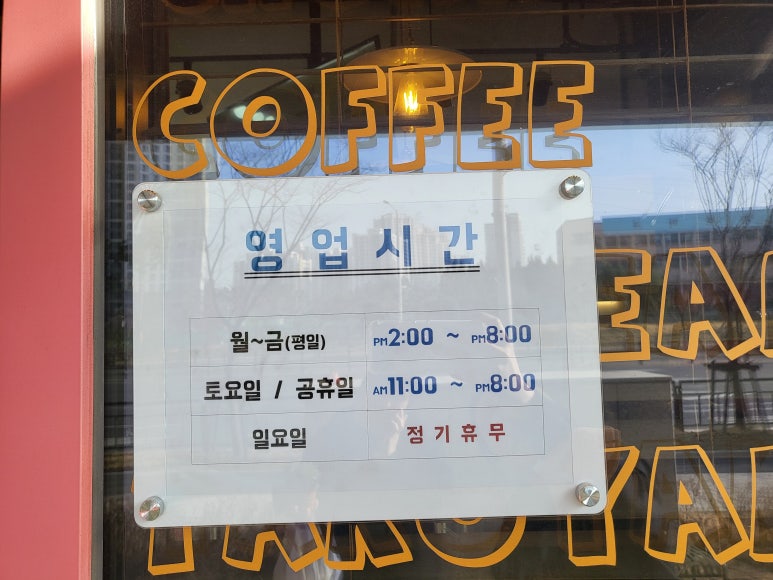 COFFEE
영업시간
월~금(평일) PM2:00 ~ PM8:00
토요일 / 공휴일 AM11:00 ~ PM8:00
일요일 정기휴무